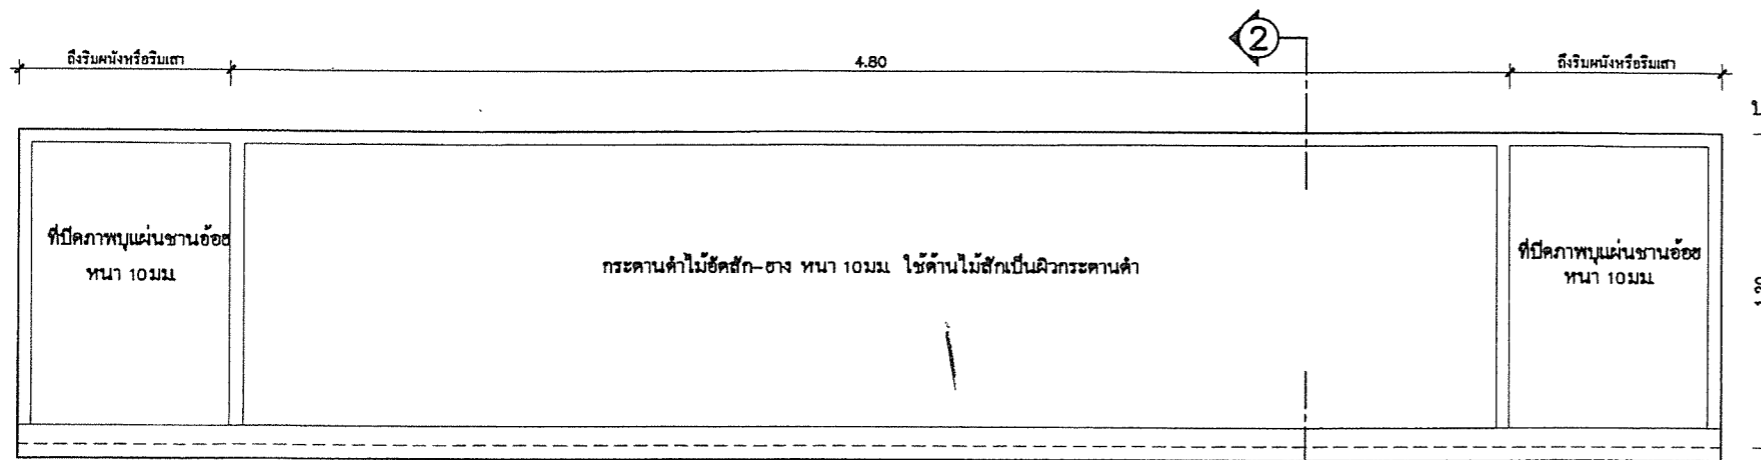 2
ถึงริมผนังหรือริมเสา
4.80
ถึงริมผนังหรือริมเสา
ที่ปิดภาพบุแผ่นชานอ้อย
หนา 10มม.
กระดานดำไม้อัดสัก-ยาง หนา 10มม. ใช้ด้านไม้สักเป็นผิวกระดานดำ
ที่ปิดภาพบุแผ่นชานอ้อย
หนา 10มม.